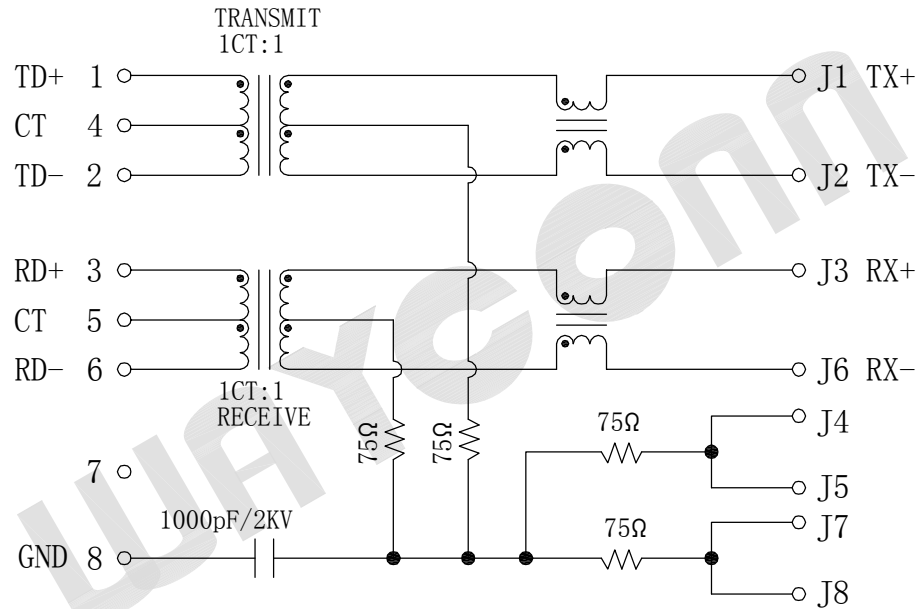 TRANSMIT
1CT:1
TD+ 1
J1 TX+
CT 4
TD- 2
J2 TX-
RD+ 3
J3 RX+
CT 5
RD- 6
J6 RX-
1CT:1
RECEIVE
75Ω
75Ω
75Ω
J4
7
J5
1000pF/2KV
75Ω
J7
GND 8
J8
WAYCONN